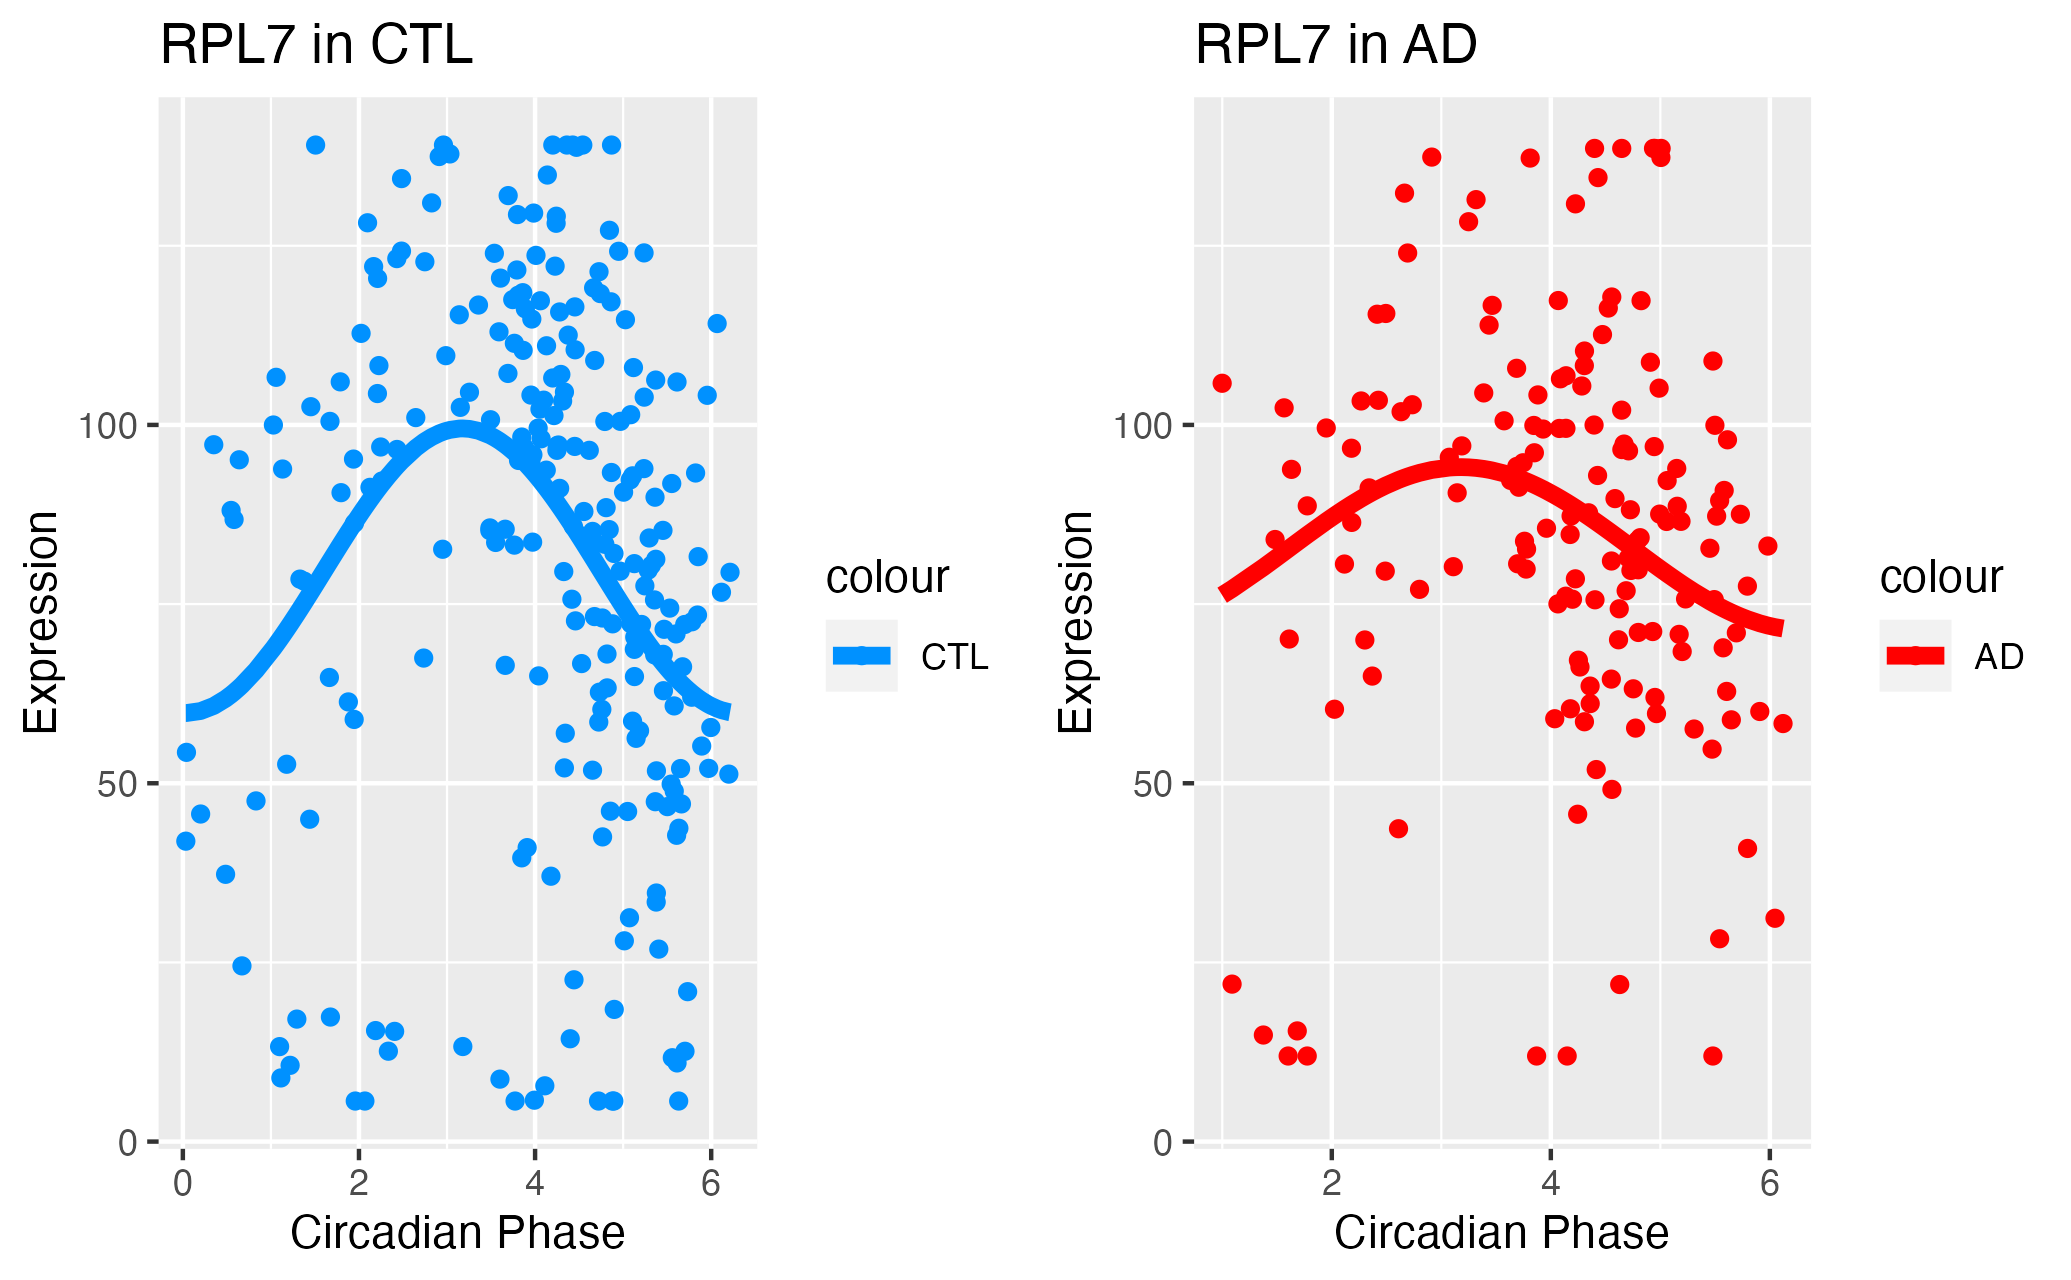 RPL7 in CTL
Expression
100
50
0
0 2 4 6
Circadian Phase
colour
CTL
RPL7 in AD
Expression
100
50
0
2 4 6
Circadian Phase
colour
AD